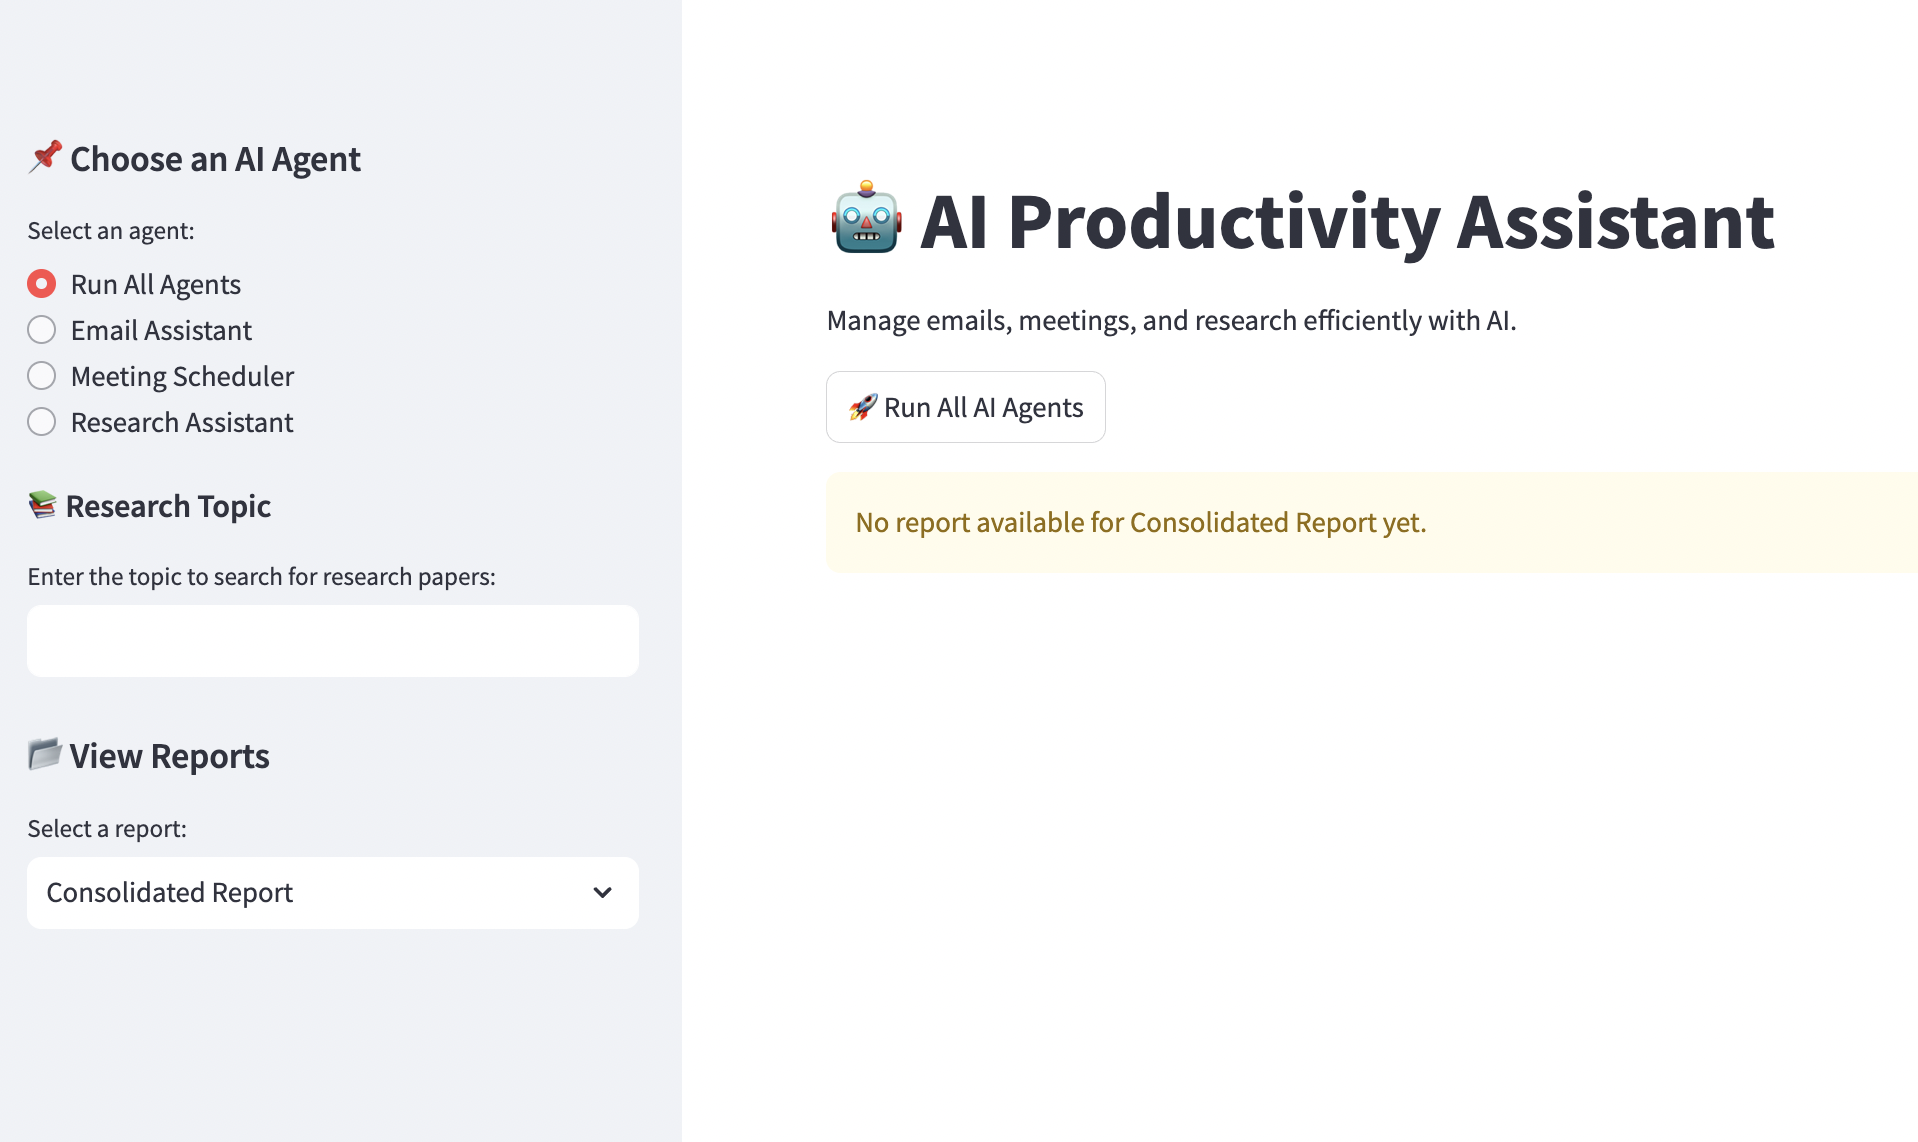 📌 Choose an AI Agent
Select an agent:
Run All Agents
Email Assistant
Meeting Scheduler
Research Assistant
📚 Research Topic
Enter the topic to search for research papers:
📂 View Reports
Select a report:
Consolidated Report
🤖 AI Productivity Assistant
Manage emails, meetings, and research efficiently with AI.
🚀 Run All AI Agents
No report available for Consolidated Report yet.